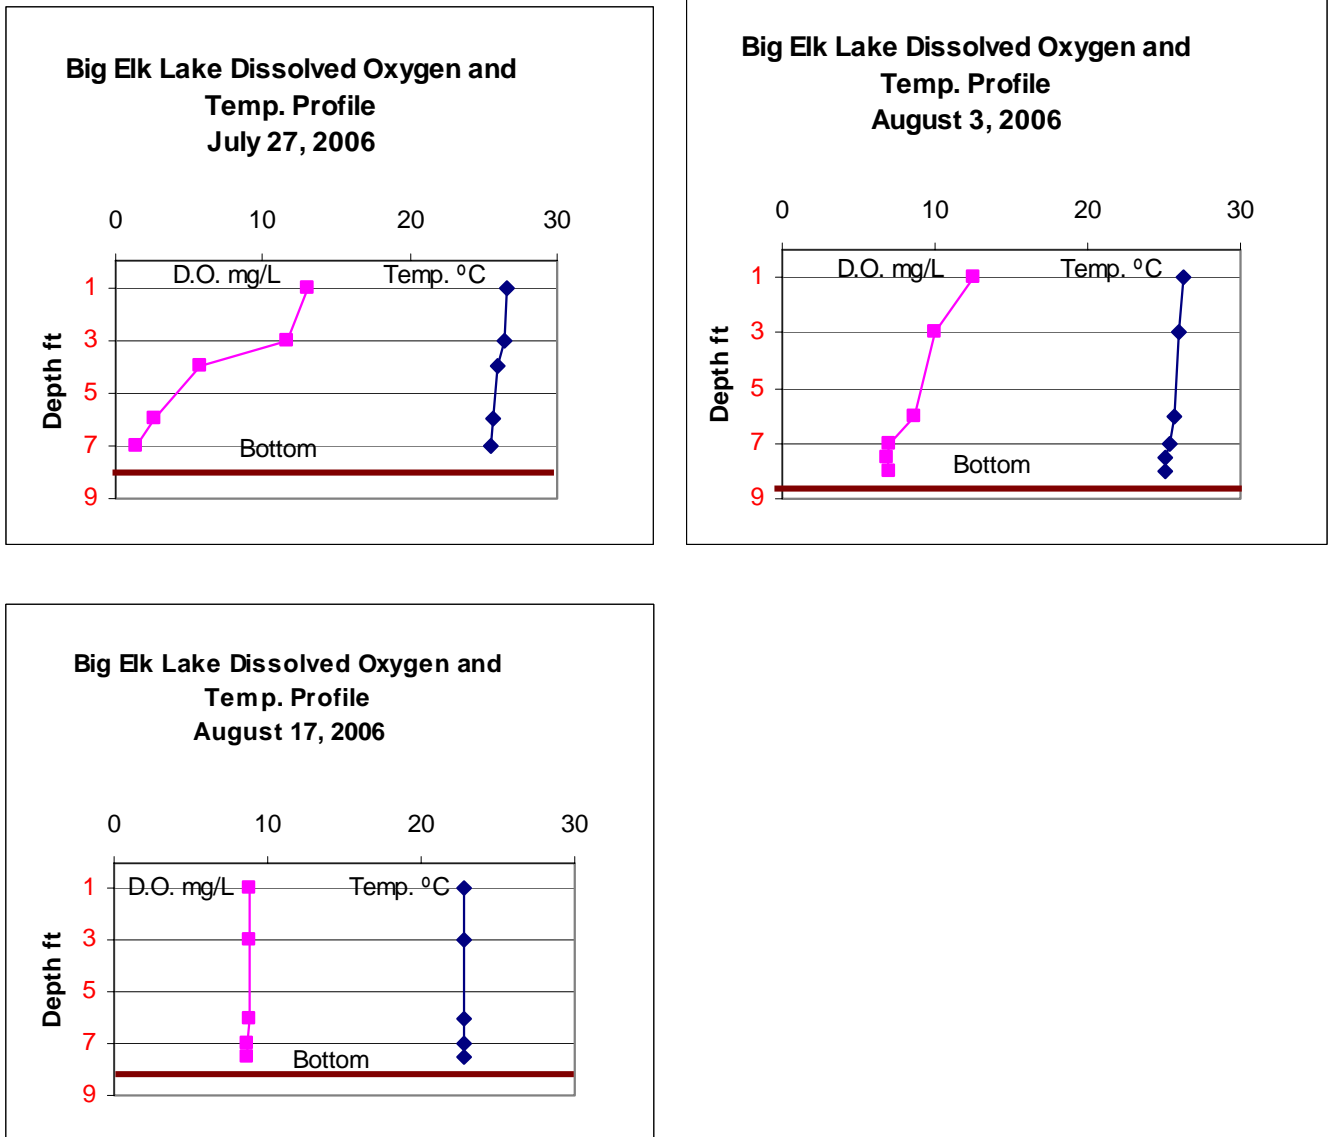 Big Elk Lake Dissolved Oxygen and
Temp. Profile
July 27, 2006
0 10 20 30
D.O. mg/L Temp. ºC
1
3
5
7
9
Depth ft
Bottom
Big Elk Lake Dissolved Oxygen and
Temp. Profile
August 3, 2006
0 10 20 30
D.O. mg/L Temp. ºC
1
3
5
7
9
Depth ft
Bottom
Big Elk Lake Dissolved Oxygen and
Temp. Profile
August 17, 2006
0 10 20 30
D.O. mg/L Temp. ºC
1
3
5
7
9
Depth ft
Bottom